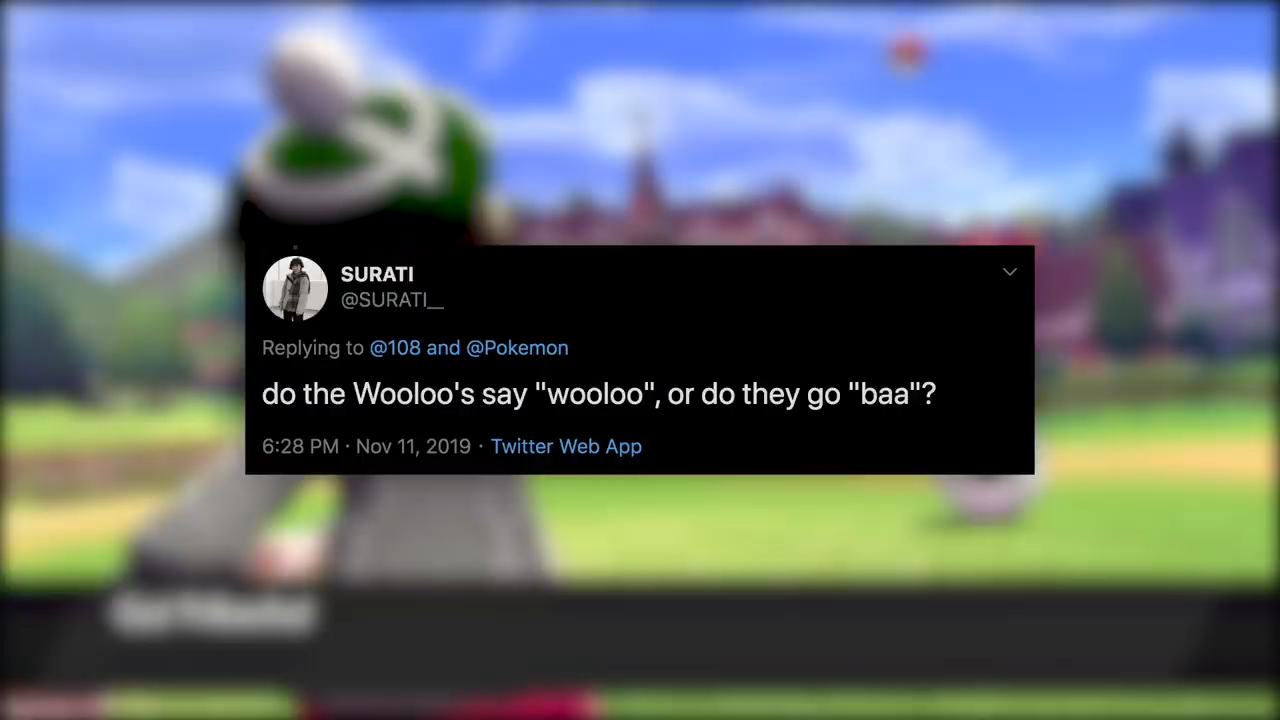 SURATI
@SURATI__
Replying to @108 and @Pokemon
do the Wooloo's say "wooloo", or do they go "baa"?
6:28 PM · Nov 11, 2019 · Twitter Web App